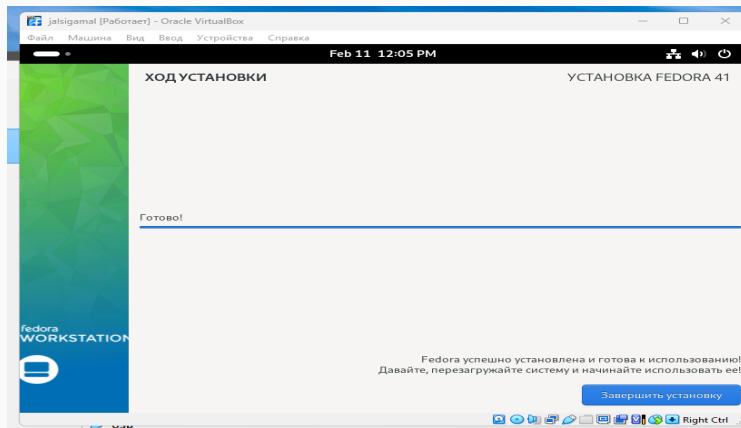 jalsigamal [Работает] - Oracle VirtualBox
Файл Машина Вид Ввод Устройства Справка
Feb 11 12:05 PM
ХОД УСТАНОВКИ
УСТАНОВКА FEDORA 41
Готово!
fedora
WORKSTATION
Fedora успешно установлена и готова к использованию!
Давайте, перезагружайте систему и начинайте использовать ее!
Завершить установку
Right Ctrl
USB